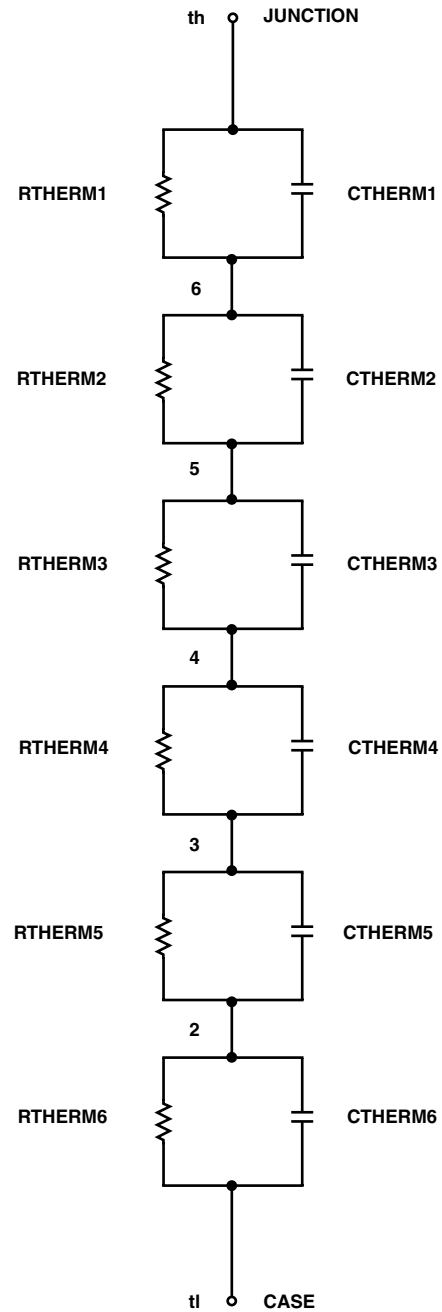 th JUNCTION
RTHERM1 CTHERM1
6
RTHERM2 CTHERM2
5
RTHERM3 CTHERM3
4
RTHERM4 CTHERM4
3
RTHERM5 CTHERM5
2
RTHERM6 CTHERM6
tl CASE